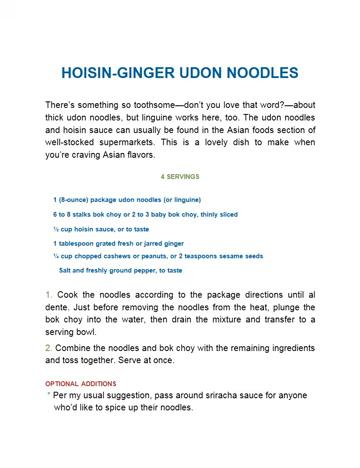 HOISIN-GINGER UDON NOODLES
There's something so toothsome—don't you love that word?—about
thick udon noodles, but linguine works here, too. The udon noodles
and hoisin sauce can usually be found in the Asian foods section of
well-stocked supermarkets. This is a lovely dish to make when
you're craving Asian flavors.
4 SERVINGS
1 (8-ounce) package udon noodles (or linguine)
6 to 8 stalks bok choy or 2 to 3 baby bok choy, thinly sliced
½ cup hoisin sauce, or to taste
1 tablespoon grated fresh or jarred ginger
¼ cup chopped cashews or peanuts, or 2 teaspoons sesame seeds
Salt and freshly ground pepper, to taste
1. Cook the noodles according to the package directions until al
dente. Just before removing the noodles from the heat, plunge the
bok choy into the water, then drain the mixture and transfer to a
serving bowl.
2. Combine the noodles and bok choy with the remaining ingredients
and toss together. Serve at once.
OPTIONAL ADDITIONS
* Per my usual suggestion, pass around sriracha sauce for anyone
who'd like to spice up their noodles.